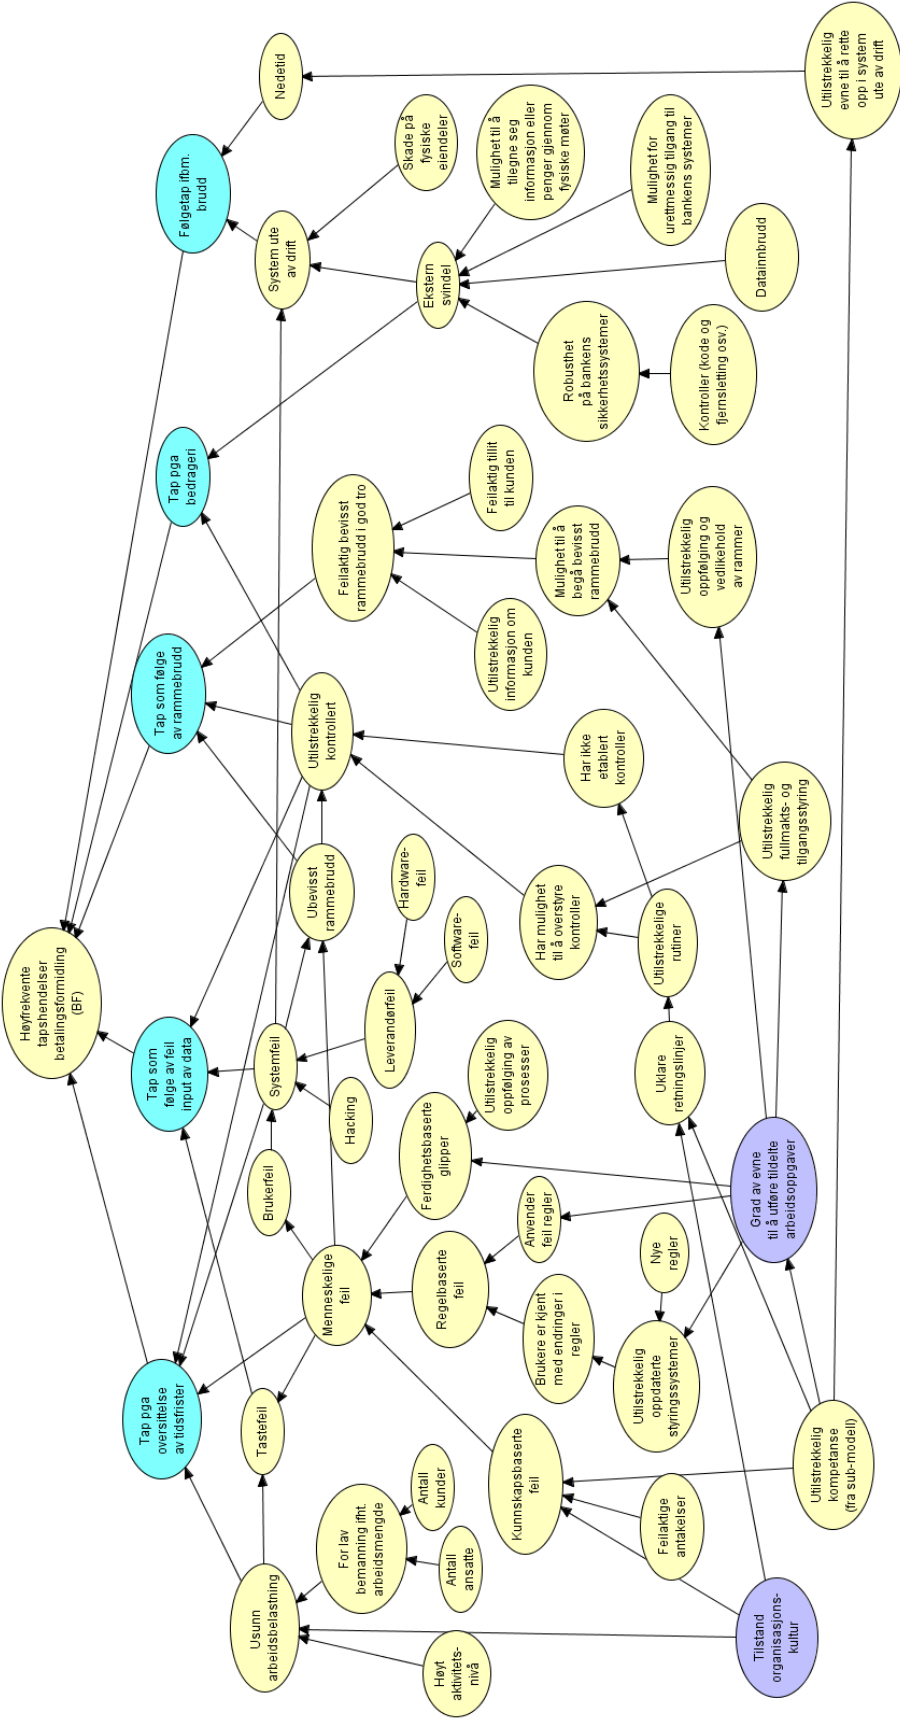 Høyfrekvente
tapshendelser
betalingsformidling
(BF)
Tap pga
oversittelse
av tidsfrister
Tap som
følge av feil
input av data
Tap som følge
av rammebrudd
Tap pga
bedrageri
Følgetap ifbm.
brudd
Usunn
arbeidsbelastning
Tastefeil
Brukerfeil
Systemfeil
System ute
av drift
Nedetid
Menneskelige
feil
Hacking
Ubevisst
rammebrudd
Utilstrekkelig
kontrollert
Feilaktig bevisst
rammebrudd i god tro
For lav
bemanning ifht.
arbeidsmengde
Leverandørfeil
Hardware-
feil
Ekstern
svindel
Skade på
fysiske
eiendeler
Høyt
aktivitets-
nivå
Antall
ansatte
Antall
kunder
Regelbaserte
feil
Ferdighetsbaserte
glipper
Software-
feil
Utilstrekkelig
informasjon om
kunden
Feilaktig tillit
til kunden
Mulighet til å
tilegne seg
informasjon eller
penger gjennom
fysiske møter
Kunnskapsbaserte
feil
Brukere er kjent
med endringer i
regler
Anvender
feil regler
Utilstrekkelig
oppfølging av
prosesser
Har mulighet
til å overstyre
kontroller
Har ikke
etablert
kontroller
Mulighet til å
begå bevisst
rammebrudd
Robusthet
på bankens
sikkerhetssystemer
Mulighet for
urettmessig tilgang til
bankens systemer
Feilaktige
antakelser
Utilstrekkelig
oppdaterte
styringssystemer
Nye
regler
Uklare
retningslinjer
Utilstrekkelige
rutiner
Utilstrekkelig
oppfølging og
vedlikehold
av rammer
Kontroller (kode og
fjernsletting osv.)
Datainnbrudd
Tilstand
organisasjons-
kultur
Utilstrekkelig
kompetanse
(fra sub-modell)
Grad av evne
til å utføre tildelte
arbeidsoppgaver
Utilstrekkelig
fullmakts- og
tilgangsstyring
Utilstrekkelig
evne til å rette
opp i system
ute av drift